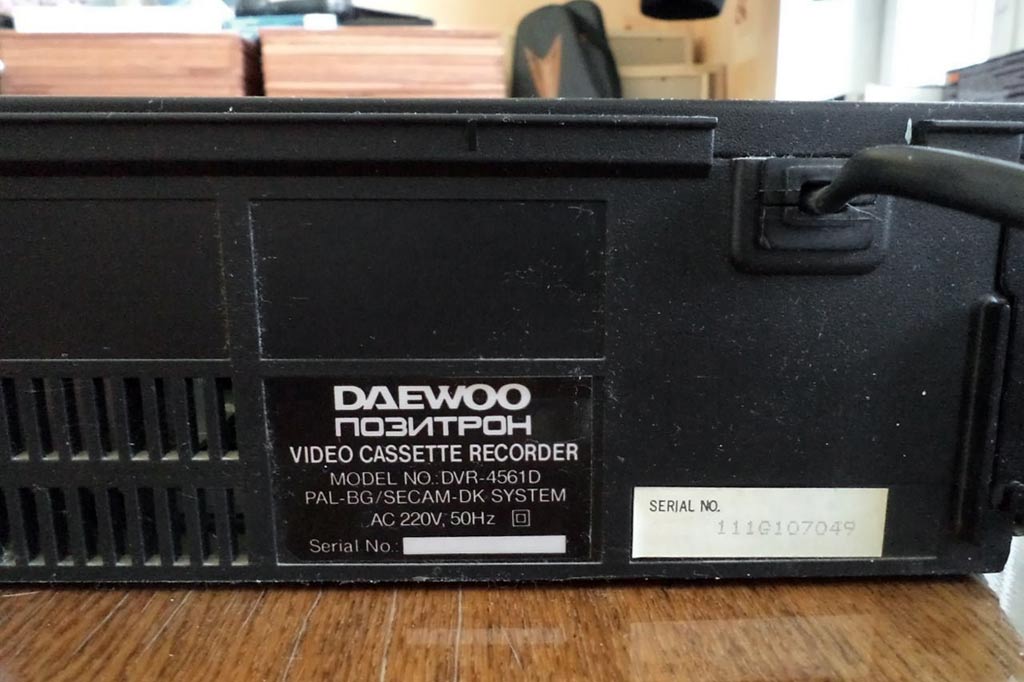 DAEWOO
ПОЗИТРОН
VIDEO CASSETTE RECORDER
MODEL NO.:DVR-4561D
PAL-BG/SECAM-DK SYSTEM
AC 220V, 50Hz
Serial No.:
SERIAL NO.
111G107049